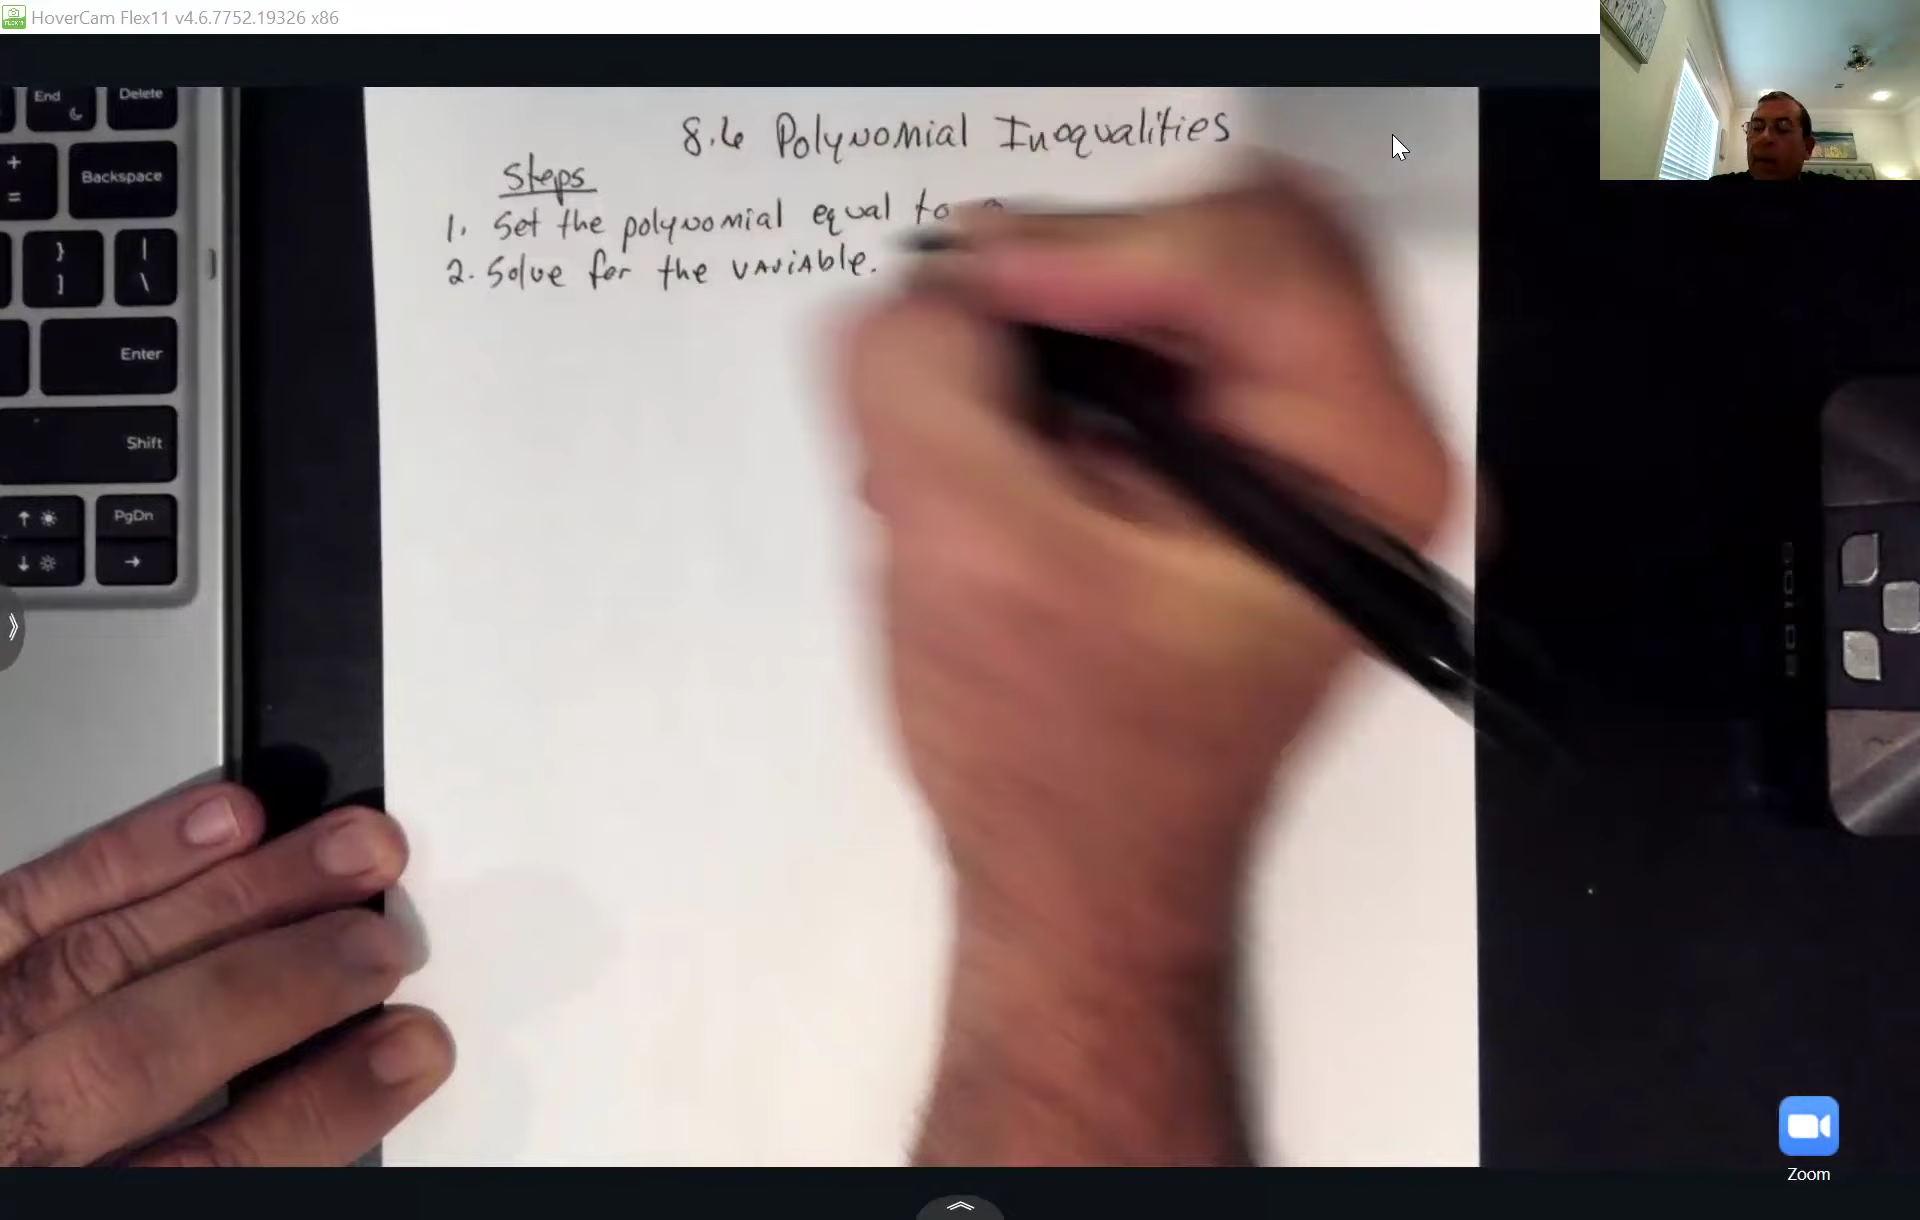 HoverCam Flex11 v4.6.7752.19326 x86
End
Delete
+
=
Backspace
}
]
|
\
Enter
Shift
PgDn
8.6 Polynomial Inequalities
Steps
1. Set the polynomial equal to
2. Solve for the variable.
Zoom